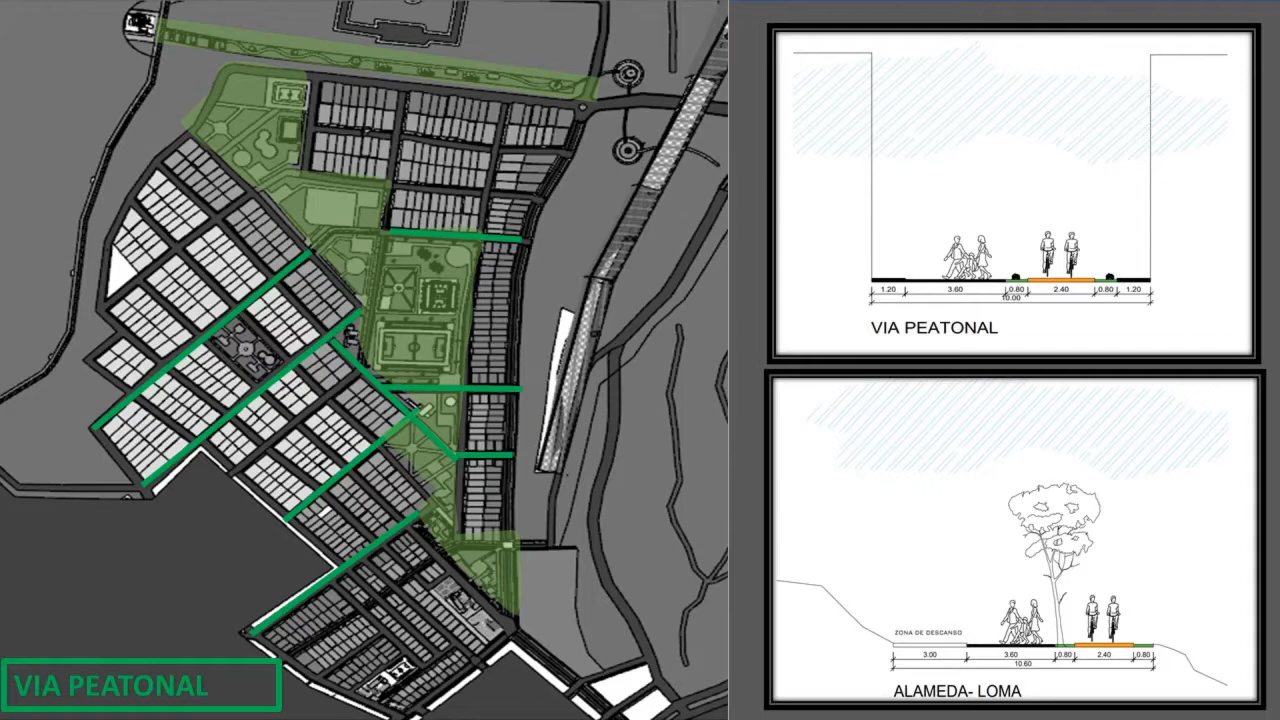 VIA PEATONAL
1.20 3.60 0.80 2.40 0.80 1.20
10.00
VIA PEATONAL
ZONA DE DESCANSO
3.00 3.60 0.80 2.40 0.80
10.60
ALAMEDA- LOMA